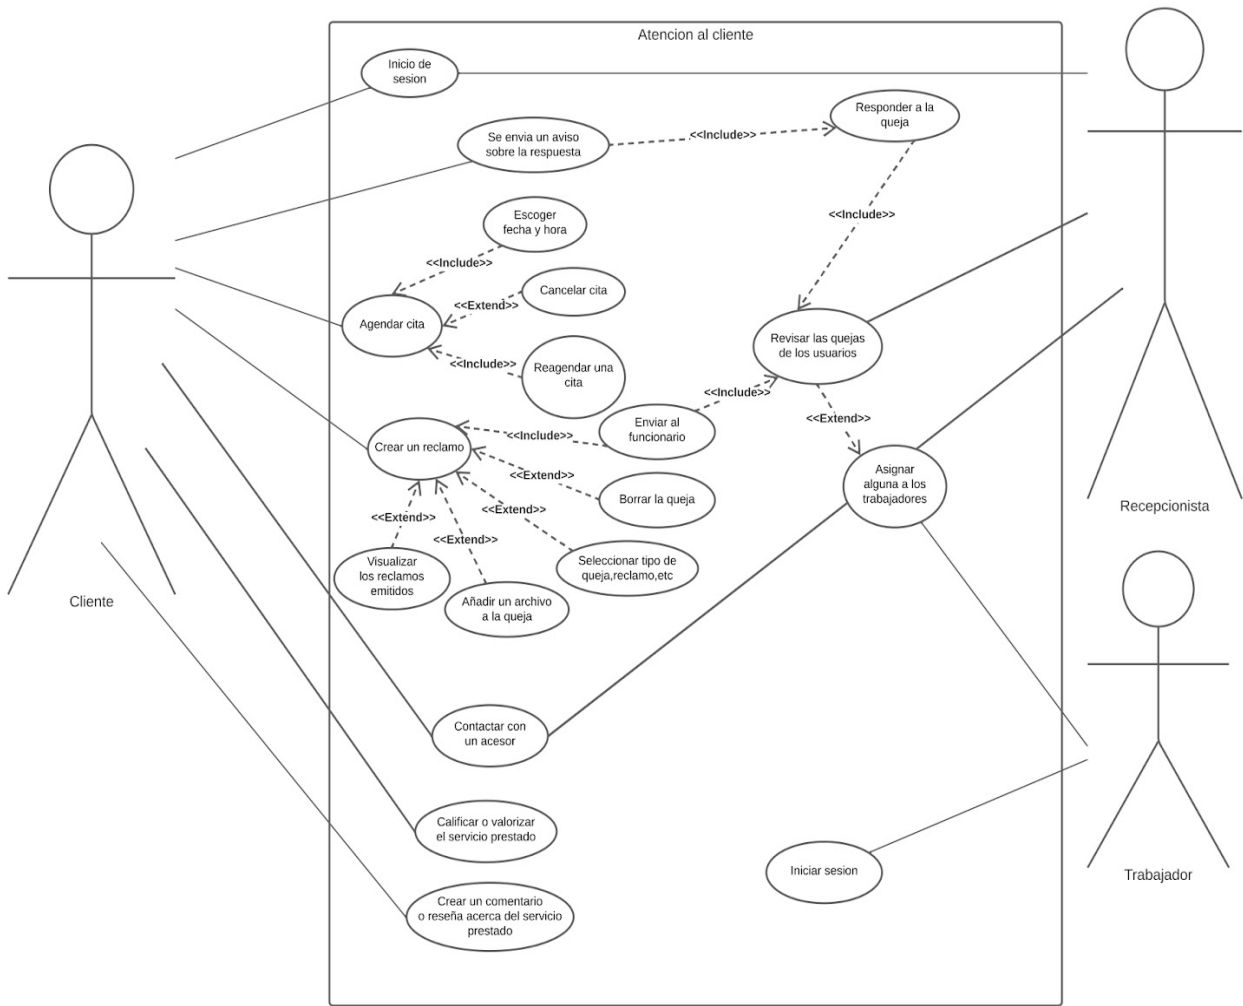 Atencion al cliente
Inicio de
sesion
Responder a la
queja
Se envia un aviso
sobre la respuesta
<<Include>>
Escoger
fecha y hora
<<Include>>
<<Include>>
Cancelar cita
<<Extend>>
Agendar cita
Revisar las quejas
de los usuarios
<<Include>>
Reagendar una
cita
<<Include>>
Enviar al
funcionario
<<Extend>>
Crear un reclamo
<<Include>>
Asignar
alguna a los
trabajadores
<<Extend>>
Borrar la queja
Recepcionista
<<Extend>>
<<Extend>>
<<Extend>>
Visualizar
los reclamos
emitidos
Seleccionar tipo de
queja,reclamo,etc
Añadir un archivo
a la queja
Cliente
Contactar con
un acesor
Calificar o valorizar
el servicio prestado
Iniciar sesion
Trabajador
Crear un comentario
o reseña acerca del servicio
prestado